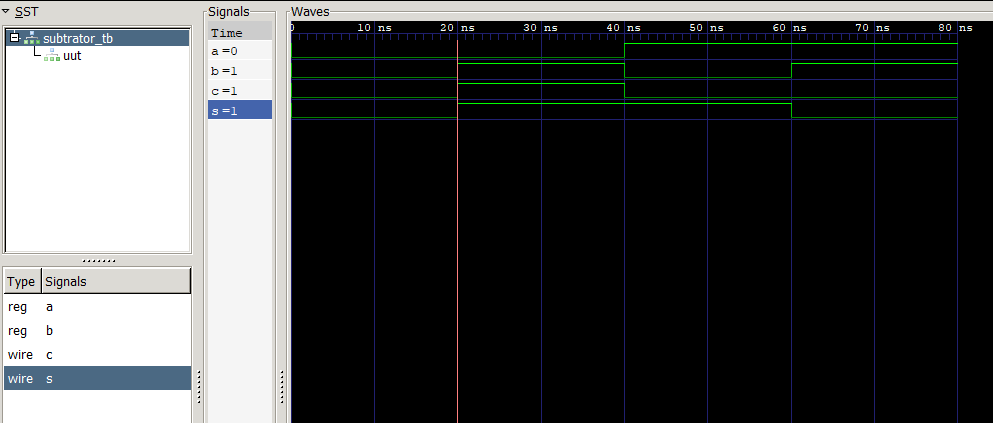 SST
subtrator_tb
uut
Type Signals
reg a
reg b
wire c
wire s
Signals
Time
a=0
b=1
c=1
s=1
Waves
0 10 ns 20 ns 30 ns 40 ns 50 ns 60 ns 70 ns 80 ns